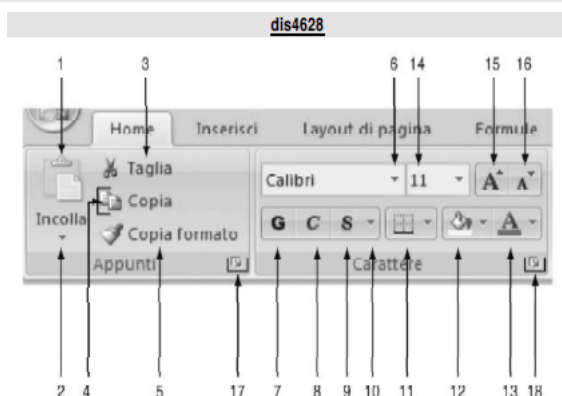 dis4628
1 3 6 14 15 16
Home Inserisci Layout di pagina Formule
Taglia
Calibri 11 A A
Copia
Incolla
G C S A
Copia formato
Appunti Carattere
2 4 5 17 7 8 9 10 11 12 13 18